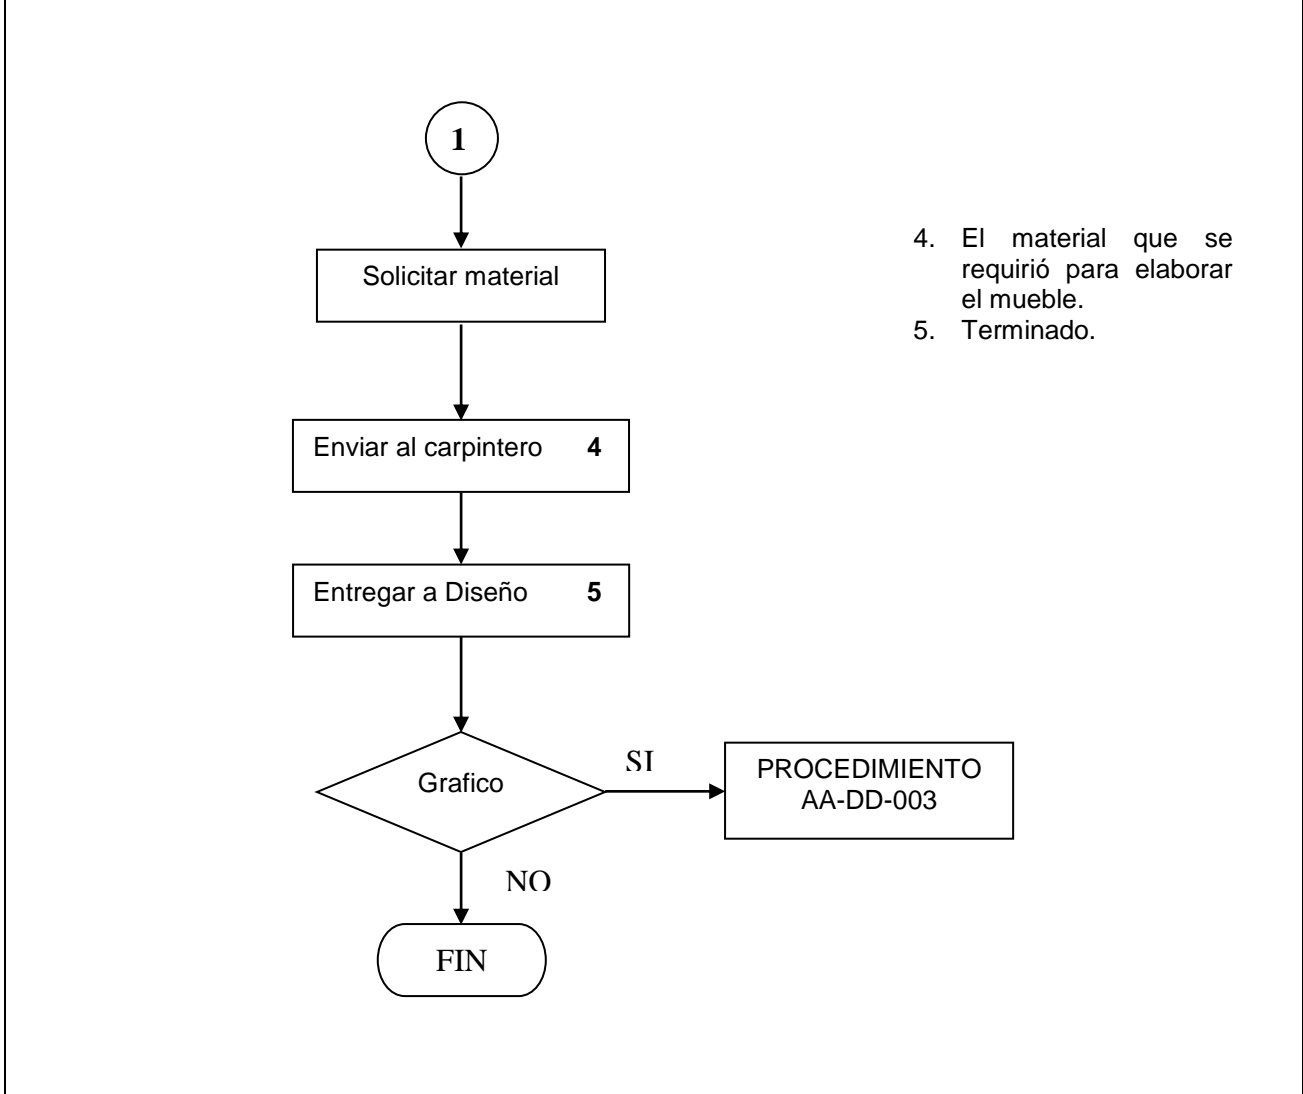 1
Solicitar material
4. El material que se
requirió para elaborar
el mueble.
5. Terminado.
Enviar al carpintero 4
Entregar a Diseño 5
Grafico
SI
PROCEDIMIENTO
AA-DD-003
NO
FIN